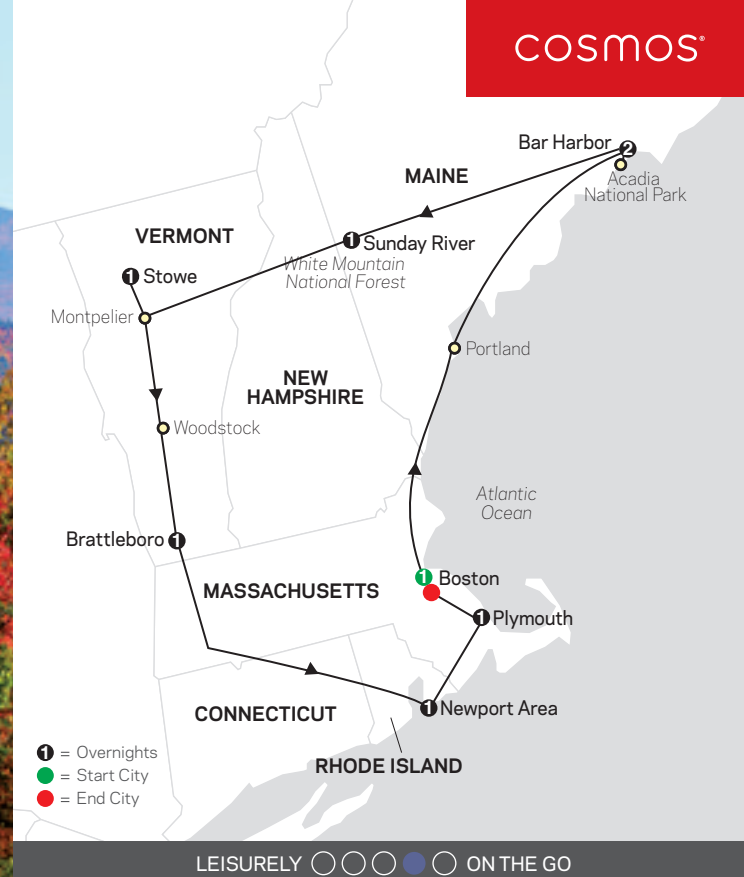 COSMOS®
Bar Harbor 2
Acadia
National Park
MAINE
1 Sunday River
VERMONT
White Mountain
National Forest
1 Stowe
Montpelier
Portland
NEW
HAMPSHIRE
Woodstock
Atlantic
Ocean
Brattleboro 1
1 Boston
MASSACHUSETTS
1 Plymouth
1 Newport Area
CONNECTICUT
RHODE ISLAND
1 = Overnights
= Start City
= End City
LEISURELY ON THE GO